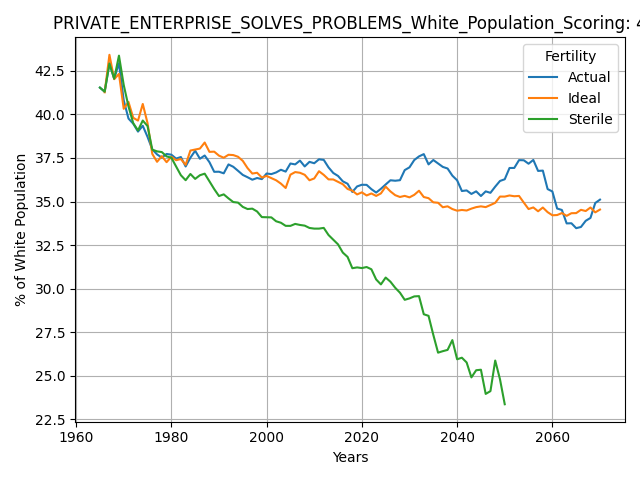 PRIVATE_ENTERPRISE_SOLVES_PROBLEMS_White_Population_Scoring: 4
Fertility
Actual
Ideal
Sterile
% of White Population
42.5
40.0
37.5
35.0
32.5
30.0
27.5
25.0
22.5
1960
1980
2000
2020
2040
2060
Years